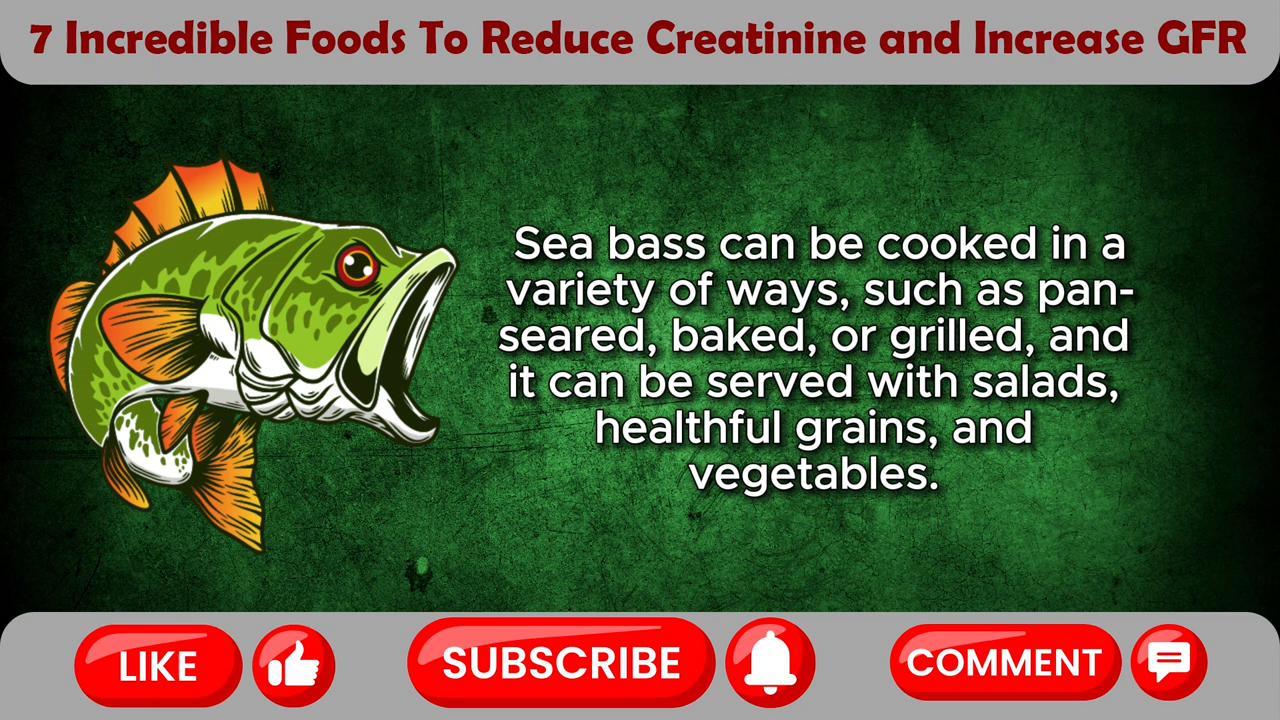 7 Incredible Foods To Reduce Creatinine and Increase GFR
Sea bass can be cooked in a
variety of ways, such as pan-
seared, baked, or grilled, and
it can be served with salads,
healthful grains, and
vegetables.
LIKE
SUBSCRIBE
COMMENT